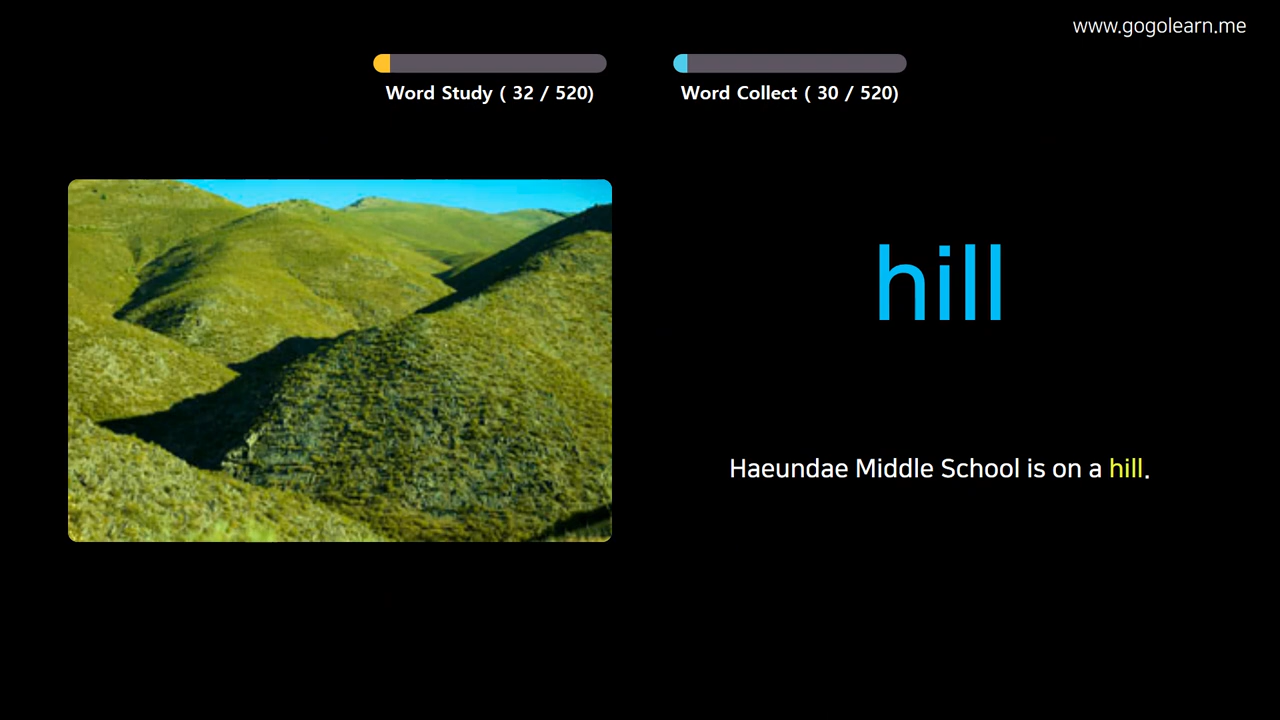 www.gogolearn.me
Word Study ( 32 / 520)
Word Collect ( 30 / 520)
hill
Haeundae Middle School is on a hill.